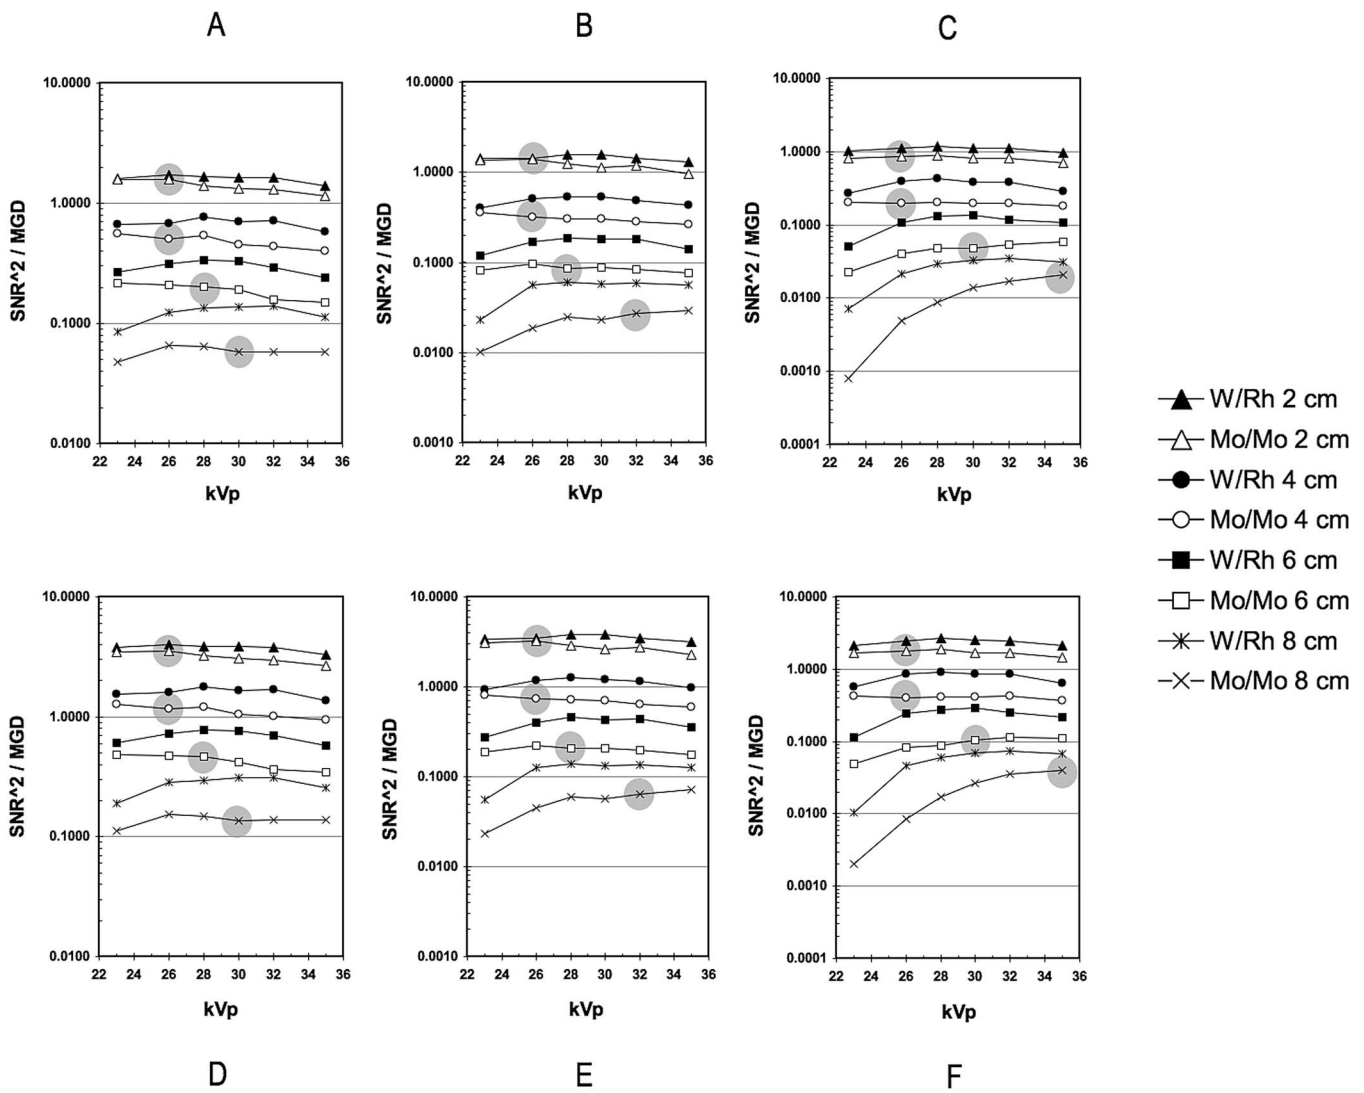 A
B
C
10.0000
1.0000
0.1000
0.0100
22 24 26 28 30 32 34 36
kVp
SNR^2 / MGD
10.0000
1.0000
0.1000
0.0100
0.0010
22 24 26 28 30 32 34 36
kVp
SNR^2 / MGD
10.0000
1.0000
0.1000
0.0100
0.0010
0.0001
22 24 26 28 30 32 34 36
kVp
SNR^2 / MGD
W/Rh 2 cm
Mo/Mo 2 cm
W/Rh 4 cm
Mo/Mo 4 cm
W/Rh 6 cm
Mo/Mo 6 cm
W/Rh 8 cm
Mo/Mo 8 cm
10.0000
1.0000
0.1000
0.0100
22 24 26 28 30 32 34 36
kVp
SNR^2 / MGD
10.0000
1.0000
0.1000
0.0100
0.0010
22 24 26 28 30 32 34 36
kVp
SNR^2 / MGD
10.0000
1.0000
0.1000
0.0100
0.0010
0.0001
22 24 26 28 30 32 34 36
kVp
SNR^2 / MGD
D
E
F